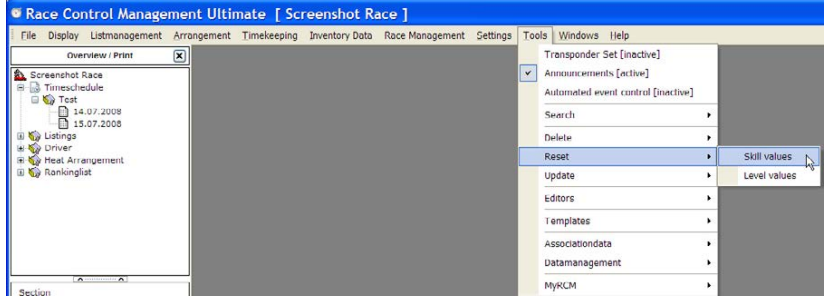 Race Control Management Ultimate [ Screenshot Race ]
File Display Listmanagement Arrangement Timekeeping Inventory Data Race Management Settings Tools Windows Help
Overview / Print
Screenshot Race
Timeschedule
Test
14.07.2008
15.07.2008
Listings
Driver
Heat Arrangement
Rankinglist
Section
Transponder Set [inactive]
Announcements [active]
Automated event control [inactive]
Search
Delete
Reset
Update
Editors
Templates
Associationdata
Datamanagement
MyRCM
Skill values
Level values